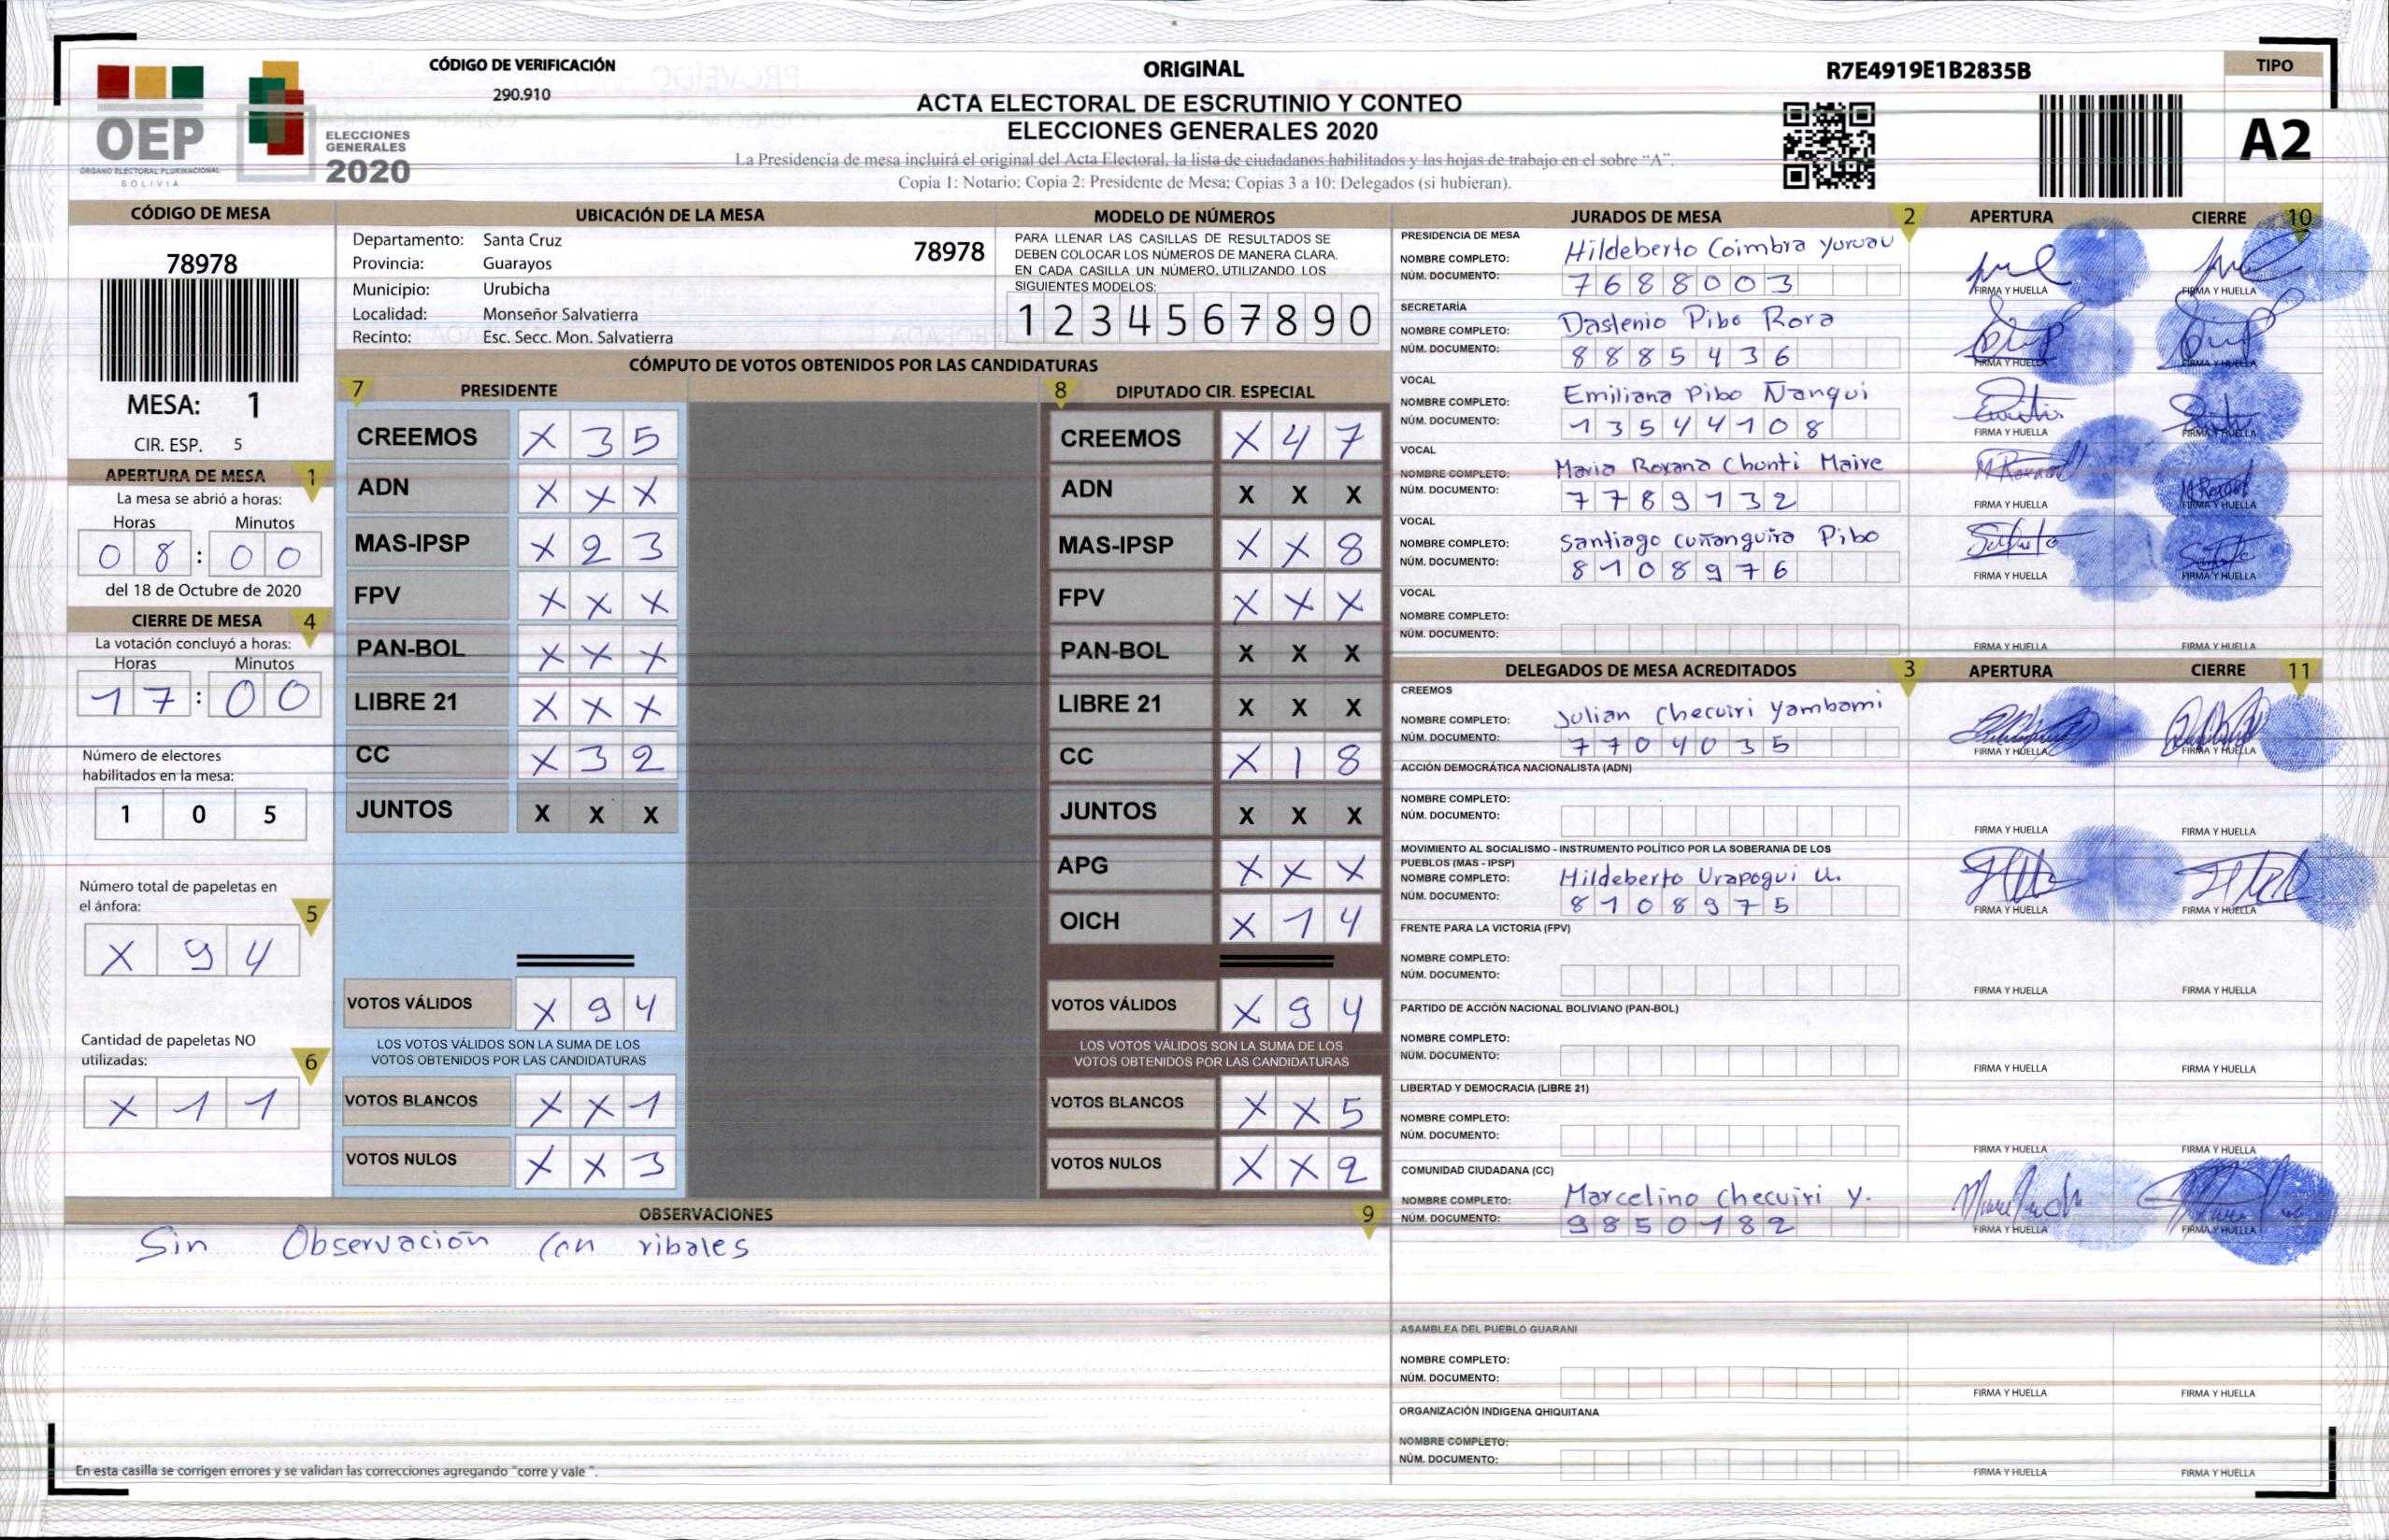 CÓDIGO DE VERIFICACIÓN
290.910
OEP
ÓRGANO ELECTORAL PLURINACIONAL
BOLIVIA
ELECCIONES
GENERALES
2020
ORIGINAL
ACTA ELECTORAL DE ESCRUTINIO Y CONTEO
ELECCIONES GENERALES 2020
La Presidencia de mesa incluirá el original del Acta Electoral, la lista de ciudadanos habilitados y las hojas de trabajo en el sobre "A".
Copia 1: Notario; Copia 2: Presidente de Mesa; Copias 3 a 10: Delegados (si hubieran).
R7E4919E1B2835B
TIPO
A2
CÓDIGO DE MESA
78978
MESA: 1
CIR. ESP. 5
APERTURA DE MESA 1
La mesa se abrió a horas:
Horas Minutos
0 8 : 0 0
del 18 de Octubre de 2020
CIERRE DE MESA 4
La votación concluyó a horas:
Horas Minutos
1 7 : 0 0
Número de electores
habilitados en la mesa:
1 0 5
Número total de papeletas en
el ánfora: 5
X 9 4
Cantidad de papeletas NO
utilizadas: 6
X 1 1
UBICACIÓN DE LA MESA
Departamento: Santa Cruz 78978
Provincia: Guarayos
Municipio: Urubicha
Localidad: Monseñor Salvatierra
Recinto: Esc. Secc. Mon. Salvatierra
MODELO DE NÚMEROS
PARA LLENAR LAS CASILLAS DE RESULTADOS SE
DEBEN COLOCAR LOS NÚMEROS DE MANERA CLARA.
EN CADA CASILLA UN NÚMERO, UTILIZANDO LOS
SIGUIENTES MODELOS:
1 2 3 4 5 6 7 8 9 0
CÓMPUTO DE VOTOS OBTENIDOS POR LAS CANDIDATURAS
7 PRESIDENTE
CREEMOS X 3 5
ADN X X X
MAS-IPSP X 2 3
FPV X X X
PAN-BOL X X X
LIBRE 21 X X X
CC X 3 2
JUNTOS X X X
VOTOS VÁLIDOS X 9 4
LOS VOTOS VÁLIDOS SON LA SUMA DE LOS
VOTOS OBTENIDOS POR LAS CANDIDATURAS
VOTOS BLANCOS X X 1
VOTOS NULOS X X 3
8 DIPUTADO CIR. ESPECIAL
CREEMOS X 4 7
ADN X X X
MAS-IPSP X X 8
FPV X X X
PAN-BOL X X X
LIBRE 21 X X X
CC X 1 8
JUNTOS X X X
APG X X X
OICH X 1 4
VOTOS VÁLIDOS X 9 4
LOS VOTOS VÁLIDOS SON LA SUMA DE LOS
VOTOS OBTENIDOS POR LAS CANDIDATURAS
VOTOS BLANCOS X X 5
VOTOS NULOS X X 2
OBSERVACIONES 9
Sin Observación Con ribales
En esta casilla se corrigen errores y se validan las correcciones agregando "corre y vale".
JURADOS DE MESA 2 APERTURA CIERRE 10
PRESIDENCIA DE MESA
NOMBRE COMPLETO: Hildeberto Coimbra Yurvau
NÚM. DOCUMENTO: 7688003
FIRMA Y HUELLA FIRMA Y HUELLA
SECRETARÍA
NOMBRE COMPLETO: Daslenio Pibo Rora
NÚM. DOCUMENTO: 8885436
FIRMA Y HUELLA FIRMA Y HUELLA
VOCAL
NOMBRE COMPLETO: Emiliana Pibo Ñanqui
NÚM. DOCUMENTO: 13544108
FIRMA Y HUELLA FIRMA Y HUELLA
VOCAL
NOMBRE COMPLETO: Maria Roxana Chonti Maire
NÚM. DOCUMENTO: 7789132
FIRMA Y HUELLA FIRMA Y HUELLA
VOCAL
NOMBRE COMPLETO: Santiago Cuñanguira Pibo
NÚM. DOCUMENTO: 8108976
FIRMA Y HUELLA FIRMA Y HUELLA
VOCAL
NOMBRE COMPLETO:
NÚM. DOCUMENTO:
FIRMA Y HUELLA FIRMA Y HUELLA
DELEGADOS DE MESA ACREDITADOS 3 APERTURA CIERRE 11
CREEMOS
NOMBRE COMPLETO: Julian Checuiri Yambami
NÚM. DOCUMENTO: 7704035
FIRMA Y HUELLA FIRMA Y HUELLA
ACCIÓN DEMOCRÁTICA NACIONALISTA (ADN)
NOMBRE COMPLETO:
NÚM. DOCUMENTO:
FIRMA Y HUELLA FIRMA Y HUELLA
MOVIMIENTO AL SOCIALISMO - INSTRUMENTO POLÍTICO POR LA SOBERANIA DE LOS
PUEBLOS (MAS - IPSP)
NOMBRE COMPLETO: Hildeberto Urapogui U.
NÚM. DOCUMENTO: 8108975
FIRMA Y HUELLA FIRMA Y HUELLA
FRENTE PARA LA VICTORIA (FPV)
NOMBRE COMPLETO:
NÚM. DOCUMENTO:
FIRMA Y HUELLA FIRMA Y HUELLA
PARTIDO DE ACCIÓN NACIONAL BOLIVIANO (PAN-BOL)
NOMBRE COMPLETO:
NÚM. DOCUMENTO:
FIRMA Y HUELLA FIRMA Y HUELLA
LIBERTAD Y DEMOCRACIA (LIBRE 21)
NOMBRE COMPLETO:
NÚM. DOCUMENTO:
FIRMA Y HUELLA FIRMA Y HUELLA
COMUNIDAD CIUDADANA (CC)
NOMBRE COMPLETO: Marcelino Checuiri Y.
NÚM. DOCUMENTO: 9850182
FIRMA Y HUELLA FIRMA Y HUELLA
ASAMBLEA DEL PUEBLO GUARANI
NOMBRE COMPLETO:
NÚM. DOCUMENTO:
FIRMA Y HUELLA FIRMA Y HUELLA
ORGANIZACIÓN INDIGENA QHIQUITANA
NOMBRE COMPLETO:
NÚM. DOCUMENTO:
FIRMA Y HUELLA FIRMA Y HUELLA